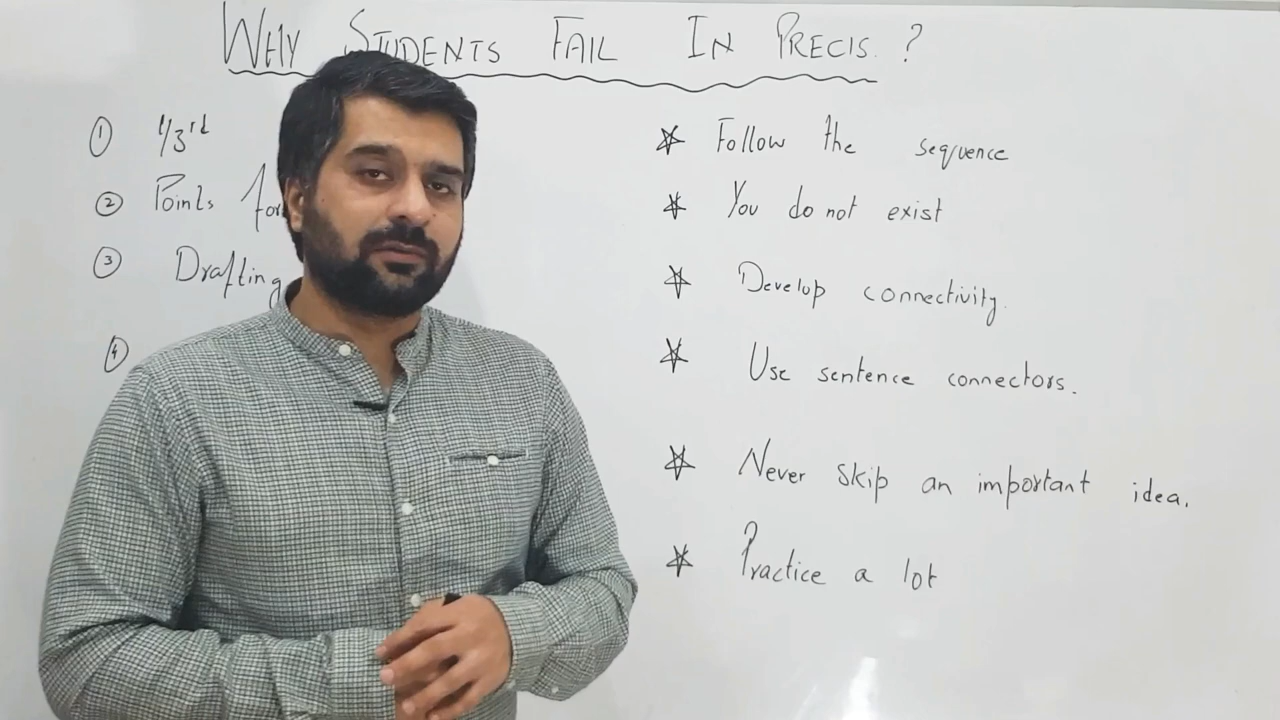 WHY STUDENTS FAIL IN PRECIS. ?
① 1/3rd
② Points for
③ Drafting
④
☆ Follow the sequence
☆ You do not exist
☆ Develop connectivity.
☆ Use sentence connectors.
☆ Never skip an important idea.
☆ Practice a lot